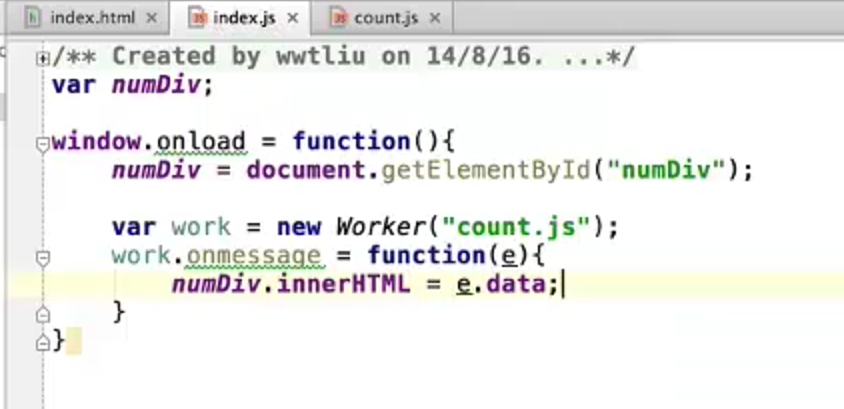 index.html × index.js × count.js ×
/** Created by wwtliu on 14/8/16. ...*/
var numDiv;
window.onload = function(){
numDiv = document.getElementById("numDiv");
var work = new Worker("count.js");
work.onmessage = function(e){
numDiv.innerHTML = e.data;
}
}